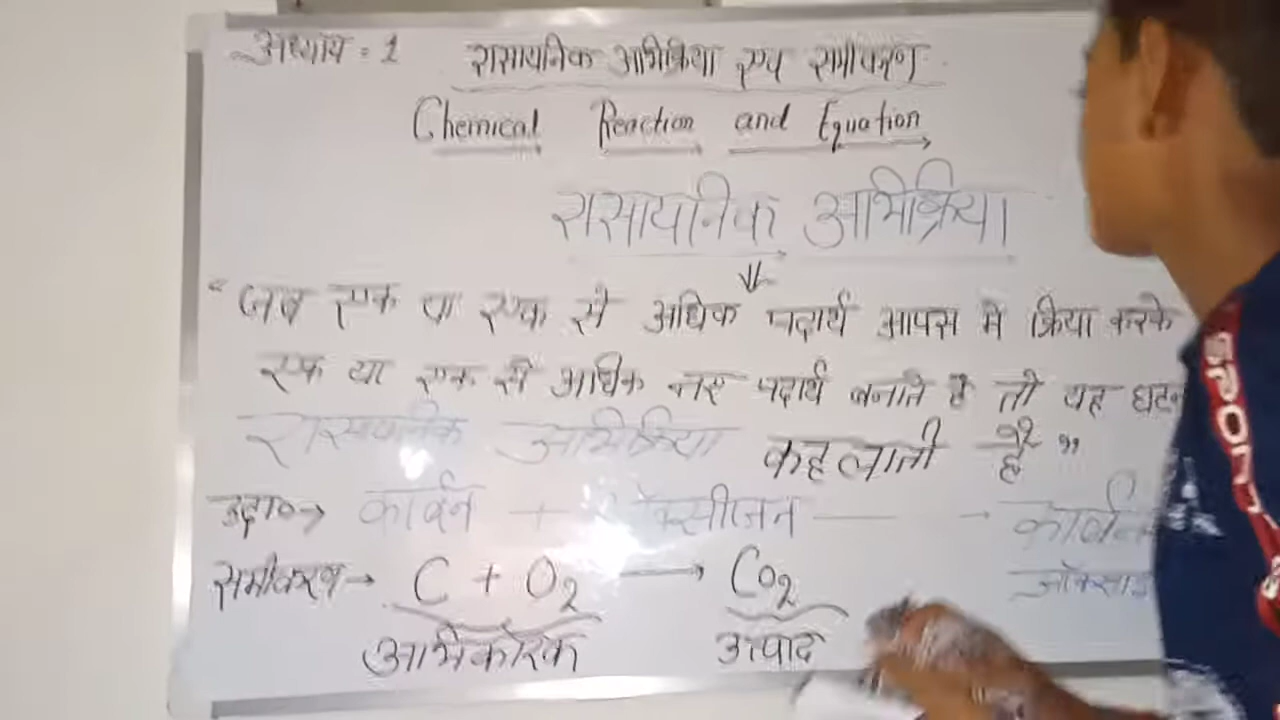 अध्याय = 1 रासायनिक अभिक्रिया एवं समीकरण
Chemical Reaction and Equation
रासायनिक अभिक्रिया
"जब एक या एक से अधिक पदार्थ आपस मे क्रिया करके
एक या एक से अधिक नए पदार्थ बनाते है तो यह
रासायनिक अभिक्रिया कहलाती है"
उदा०→ कार्बन + → कार्बन
समीकरण→ C + O2 → Co2
अभिकारक उत्पाद
SPORT